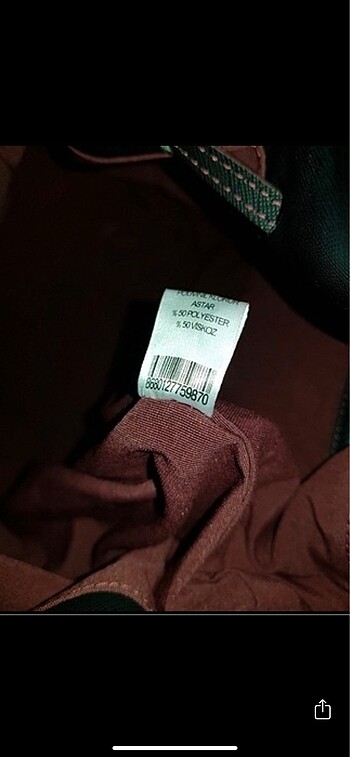 ASTAR
% 50 POLYESTER
% 50 VİSKOZ
8680127759870